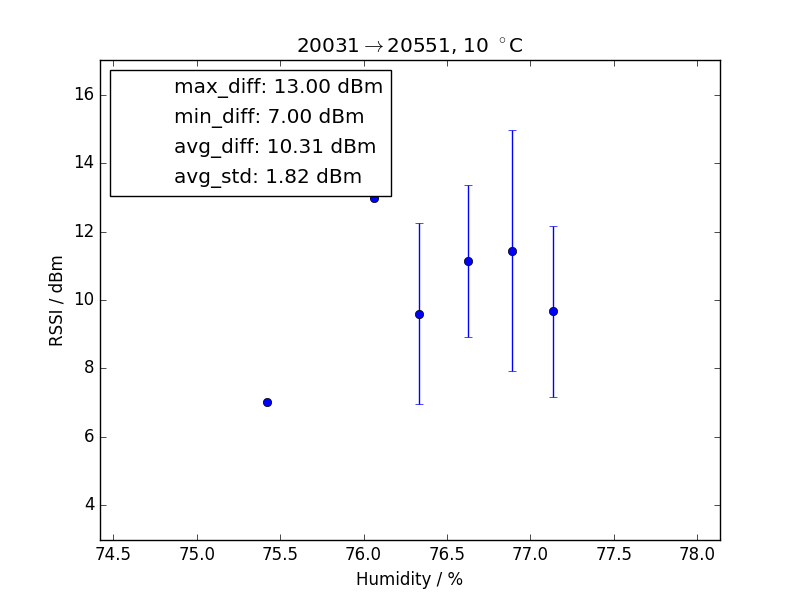 20031→20551, 10 °C
max_diff: 13.00 dBm
min_diff: 7.00 dBm
avg_diff: 10.31 dBm
avg_std: 1.82 dBm
RSSI / dBm
16
14
12
10
8
6
4
74.5 75.0 75.5 76.0 76.5 77.0 77.5 78.0
Humidity / %